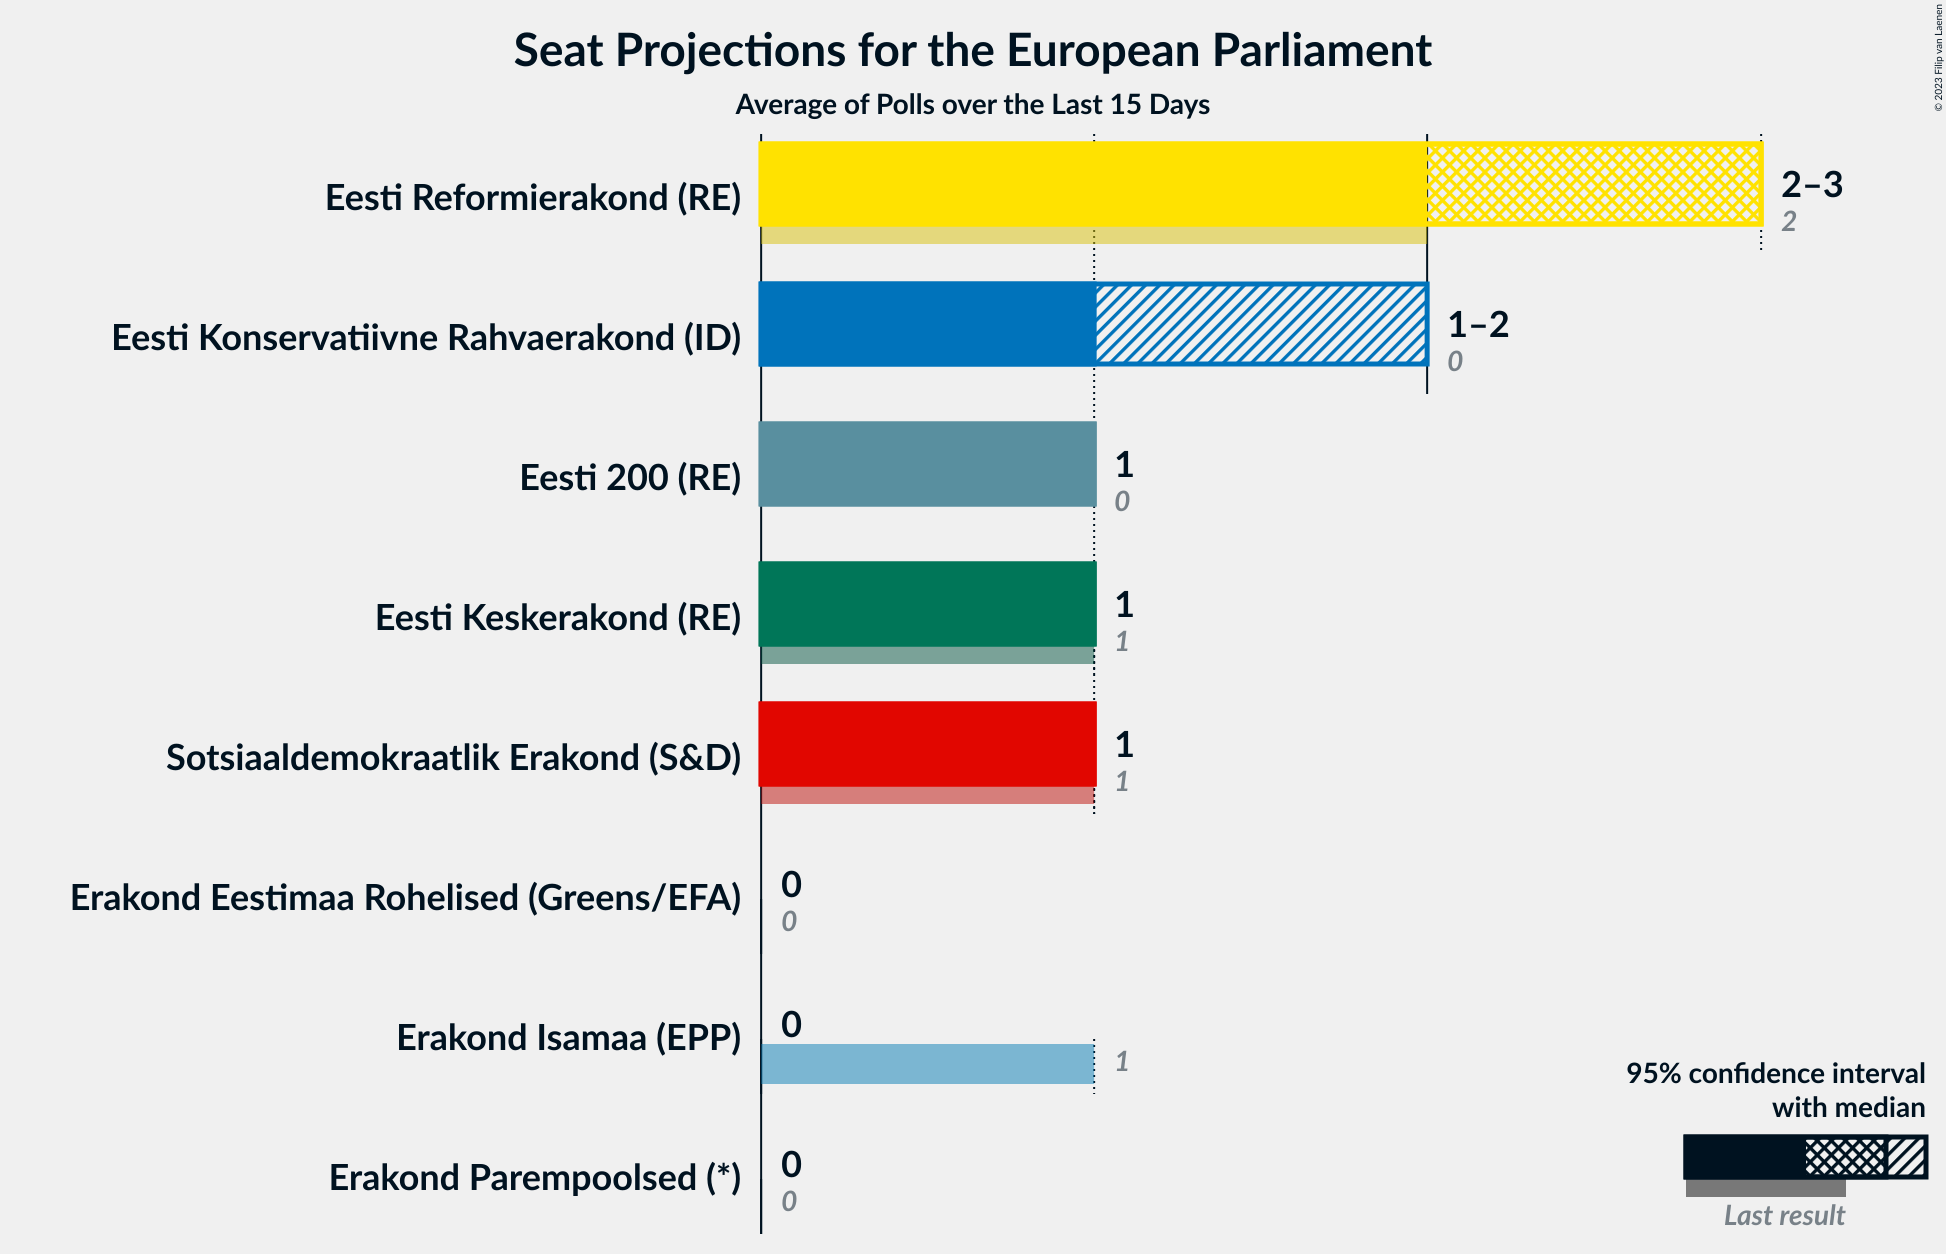 Seat Projections for the European Parliament
Average of Polls over the Last 15 Days
© 2023 Filip van Laenen
Eesti Reformierakond (RE)
2–3
2
Eesti Konservatiivne Rahvaerakond (ID)
1–2
0
Eesti 200 (RE)
1
0
Eesti Keskerakond (RE)
1
1
Sotsiaaldemokraatlik Erakond (S&D)
1
1
Erakond Eestimaa Rohelised (Greens/EFA)
0
0
Erakond Isamaa (EPP)
0
1
Erakond Parempoolsed (*)
0
0
95% confidence interval
with median
Last result